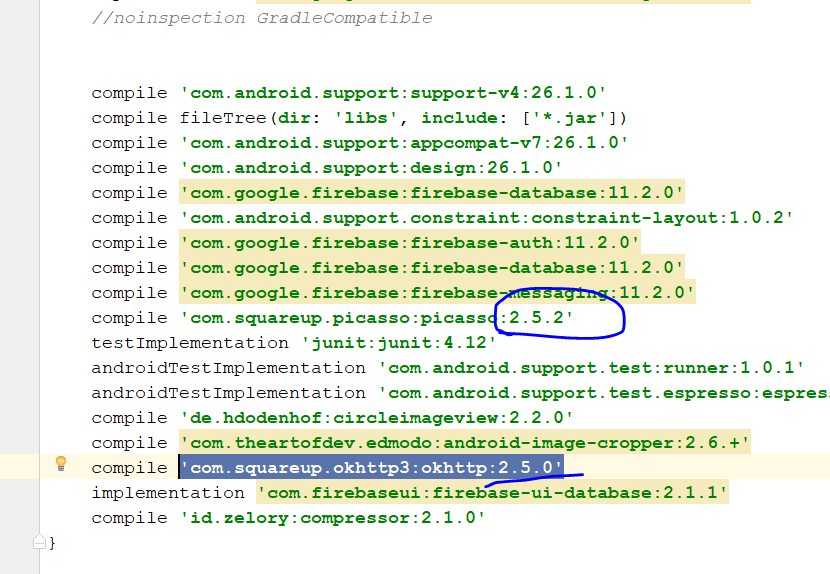 //noinspection GradleCompatible
compile 'com.android.support:support-v4:26.1.0'
compile fileTree(dir: 'libs', include: ['*.jar'])
compile 'com.android.support:appcompat-v7:26.1.0'
compile 'com.android.support:design:26.1.0'
compile 'com.google.firebase:firebase-database:11.2.0'
compile 'com.android.support.constraint:constraint-layout:1.0.2'
compile 'com.google.firebase:firebase-auth:11.2.0'
compile 'com.google.firebase:firebase-database:11.2.0'
compile 'com.google.firebase:firebase-messaging:11.2.0'
compile 'com.squareup.picasso:picasso:2.5.2'
testImplementation 'junit:junit:4.12'
androidTestImplementation 'com.android.support.test:runner:1.0.1'
androidTestImplementation 'com.android.support.test.espresso:espres
compile 'de.hdodenhof:circleimageview:2.2.0'
compile 'com.theartofdev.edmodo:android-image-cropper:2.6.+'
compile 'com.squareup.okhttp3:okhttp:2.5.0'
implementation 'com.firebaseui:firebase-ui-database:2.1.1'
compile 'id.zelory:compressor:2.1.0'
}